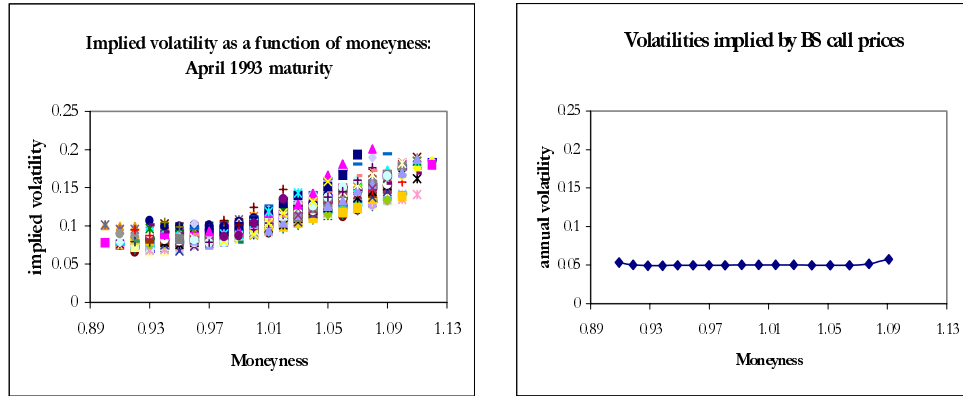 Implied volatility as a function of moneyness:
April 1993 maturity
0.25
0.2
0.15
0.1
0.05
0
implied volatility
0.89 0.93 0.97 1.01 1.05 1.09 1.13
Moneyness
Volatilities implied by BS call prices
0.25
0.2
0.15
0.1
0.05
0
annual volatility
0.89 0.93 0.97 1.01 1.05 1.09 1.13
Moneyness